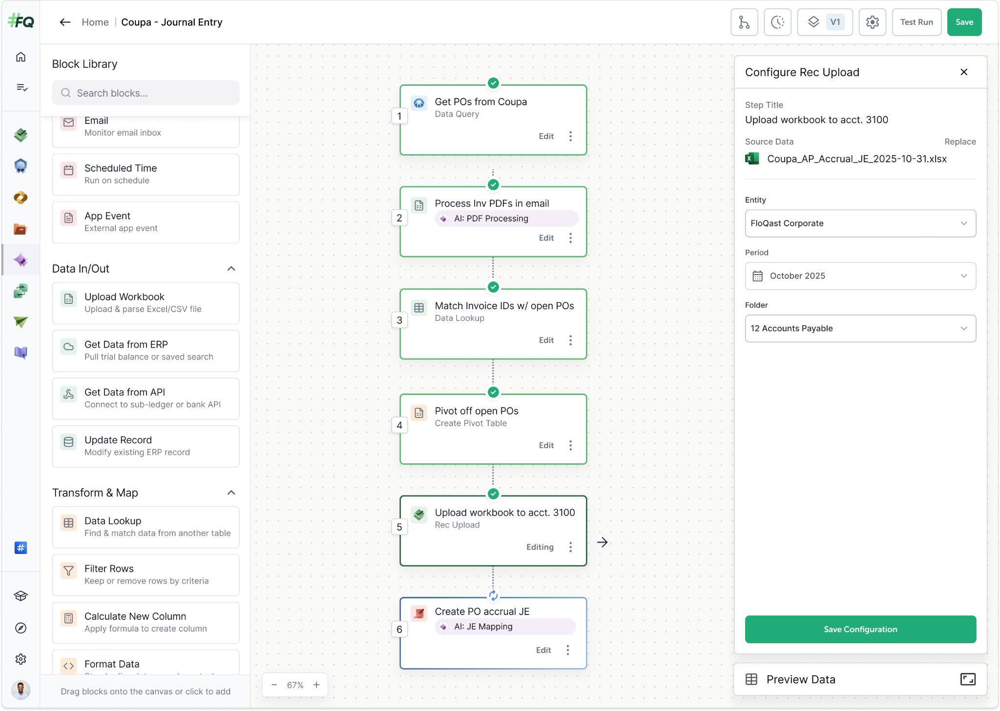 #FQ
Home | Coupa - Journal Entry
V1
Test Run
Save
Block Library
Search blocks...
Email
Monitor email inbox
Scheduled Time
Run on schedule
App Event
External app event
Data In/Out
Upload Workbook
Upload & parse Excel/CSV file
Get Data from ERP
Pull trial balance or saved search
Get Data from API
Connect to sub-ledger or bank API
Update Record
Modify existing ERP record
Transform & Map
Data Lookup
Find & match data from another table
Filter Rows
Keep or remove rows by criteria
Calculate New Column
Apply formula to create column
Format Data
Drag blocks onto the canvas or click to add
#
1
Get POs from Coupa
Data Query
Edit
2
Process Inv PDFs in email
AI: PDF Processing
Edit
3
Match Invoice IDs w/ open POs
Data Lookup
Edit
4
Pivot off open POs
Create Pivot Table
Edit
5
Upload workbook to acct. 3100
Rec Upload
Editing
6
Create PO accrual JE
AI: JE Mapping
Edit
− 67% +
Configure Rec Upload
Step Title
Upload workbook to acct. 3100
Source Data
Replace
X
Coupa_AP_Accrual_JE_2025-10-31.xlsx
Entity
FloQast Corporate
Period
October 2025
Folder
12 Accounts Payable
Save Configuration
Preview Data